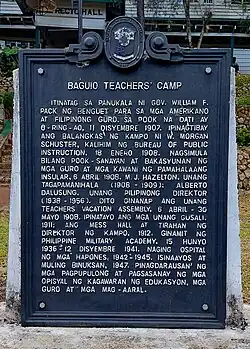 RECTO HALL
BAGUIO TEACHERS' CAMP
ITINATAG SA PANUKALA NI GOV. WILLIAM F.
PACK NG BENGUET PARA SA MGA AMERIKANO
AT FILIPINONG GURO, SA POOK NA DATI AY
O-RING-AO, 11 DISYEMBRE 1907. IPINAGTIBAY
ANG BALANGKAS NG KAMPO NI W. MORGAN
SCHUSTER, KALIHIM NG BUREAU OF PUBLIC
INSTRUCTION, 18 ENERO 1908. NAGSIMULA
BILANG POOK-SANAYAN AT BAKASYUNAN NG
MGA GURO AT MGA KAWANI NG PAMAHALAANG
INSULAR, 6 ABRIL 1908. M. J. HAZELTON, UNANG
TAGAPAMAHALA (1908-1909); ALBERTO
DALUSUNG, UNANG PILIPINONG DIREKTOR
(1938-1956). DITO GINANAP ANG UNANG
TEACHERS VACATION ASSEMBLY, 6 ABRIL - 30
MAYO 1908. IPINATAYO ANG MGA UNANG GUSALI,
1911; ANG MESS HALL AT TIRAHAN NG
DIREKTOR NG KAMPO, 1912. GINAMIT NG
PHILIPPINE MILITARY ACADEMY, 15 HUNYO
1936-12 DISYEMBRE 1941. NAGING OSPITAL
NG MGA HAPONES, 1942-1945. ISINAAYOS AT
MULING BINUKSAN, 1947. PINAGDARAUSAN NG
MGA PAGPUPULONG AT PAGSASANAY NG MGA
OPISYAL NG KAGAWARAN NG EDUKASYON, MGA
GURO AT MGA MAG-AARAL.